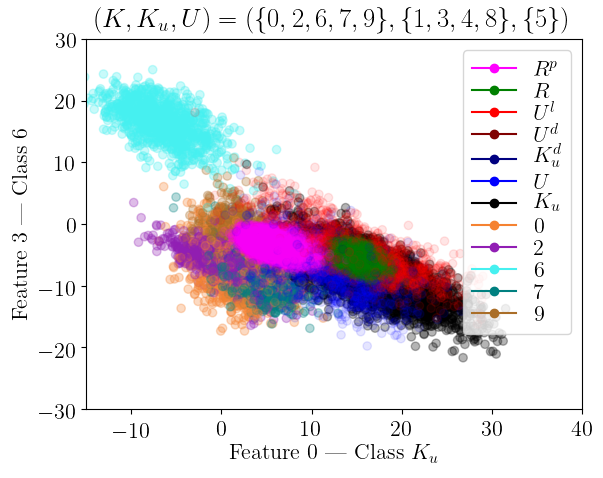 (K, K_u, U) = ({0, 2, 6, 7, 9}, {1, 3, 4, 8}, {5})
30
20
10
0
−10
−20
−30
Feature 3 — Class 6
R^p
R
U^l
U^d
K_u^d
U
K_u
0
2
6
7
9
−10
0
10
20
30
40
Feature 0 — Class K_u